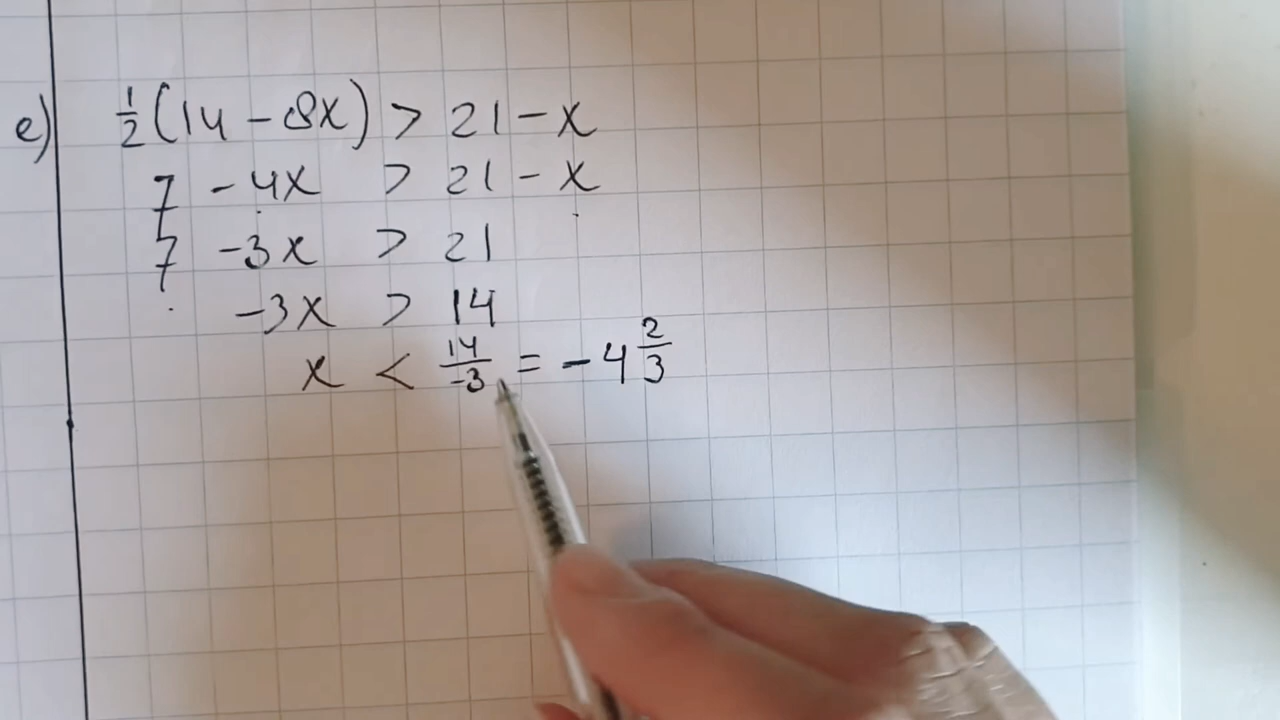 e) 1/2(14 - 8x) > 21 - x
7 - 4x > 21 - x
7 - 3x > 21
-3x > 14
x < 14/-3 = -4 2/3